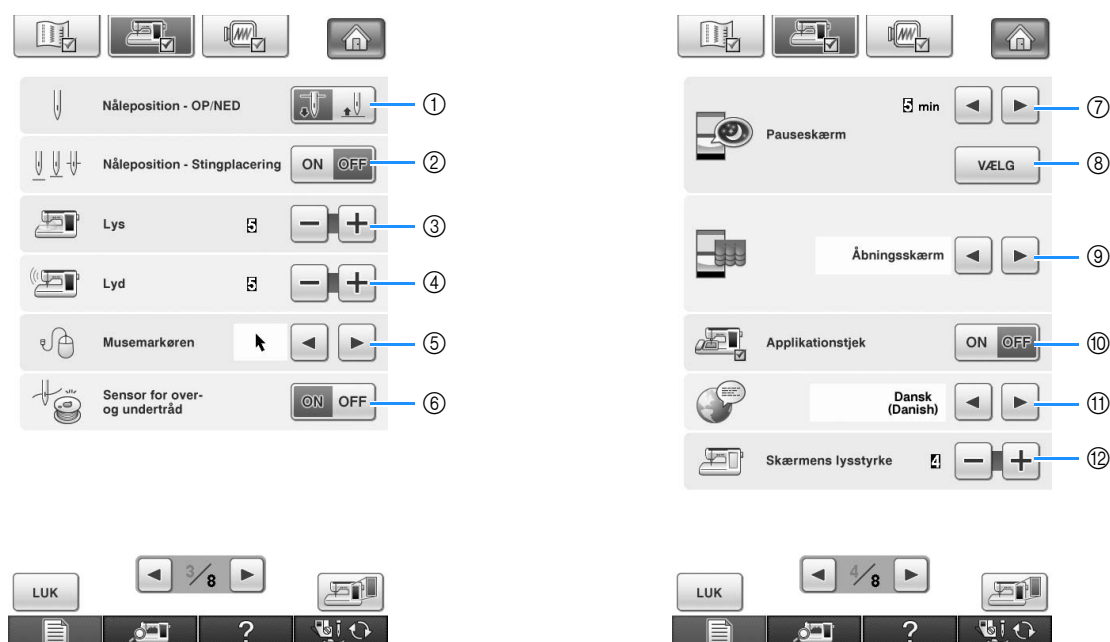 Nåleposition - OP/NED
①
Nåleposition - Stingplacering ON OFF
②
Lys 5
③
Lyd 5
④
Musemarkøren
⑤
Sensor for over-
og undertråd
ON OFF
⑥
3/8
LUK
?
5 min
⑦
Pauseskærm
VÆLG
⑧
Åbningsskærm
⑨
Applikationstjek ON OFF
⑩
Dansk
(Danish)
⑪
Skærmens lysstyrke 4
⑫
4/8
LUK
?